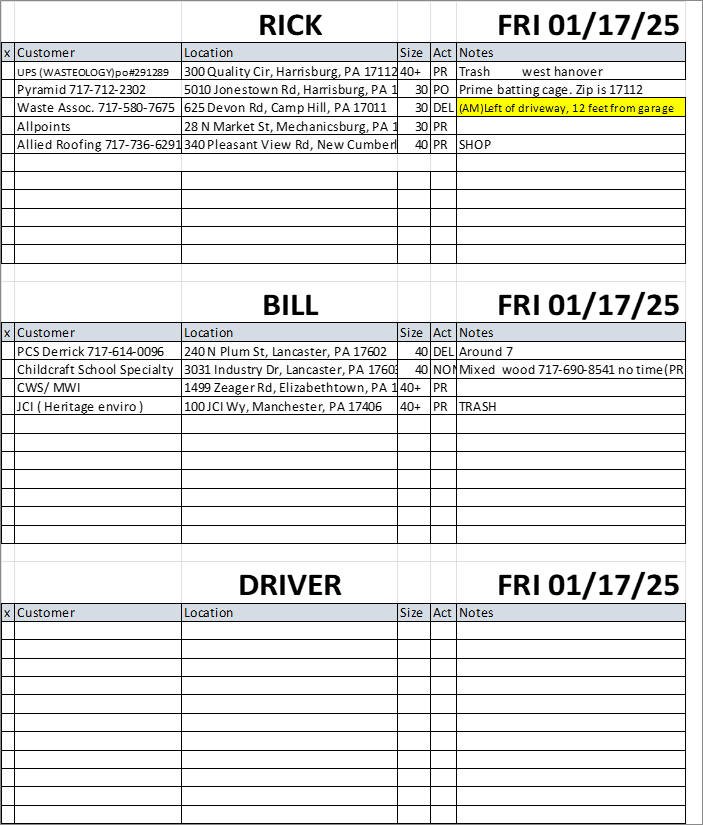 RICK FRI 01/17/25
x Customer Location Size Act Notes
UPS (WASTEOLOGY)po#291289 300 Quality Cir, Harrisburg, PA 17112 40+ PR Trash west hanover
Pyramid 717-712-2302 5010 Jonestown Rd, Harrisburg, PA 1 30 PO Prime batting cage. Zip is 17112
Waste Assoc. 717-580-7675 625 Devon Rd, Camp Hill, PA 17011 30 DEL (AM)Left of driveway, 12 feet from garage
Allpoints 28 N Market St, Mechanicsburg, PA 1 30 PR
Allied Roofing 717-736-6291 340 Pleasant View Rd, New Cumberl 40 PR SHOP
BILL FRI 01/17/25
x Customer Location Size Act Notes
PCS Derrick 717-614-0096 240 N Plum St, Lancaster, PA 17602 40 DEL Around 7
Childcraft School Specialty 3031 Industry Dr, Lancaster, PA 1760 40 NON Mixed wood 717-690-8541 no time(PR
CWS/ MWI 1499 Zeager Rd, Elizabethtown, PA 1 40+ PR
JCI ( Heritage enviro ) 100 JCI Wy, Manchester, PA 17406 40+ PR TRASH
DRIVER FRI 01/17/25
x Customer Location Size Act Notes